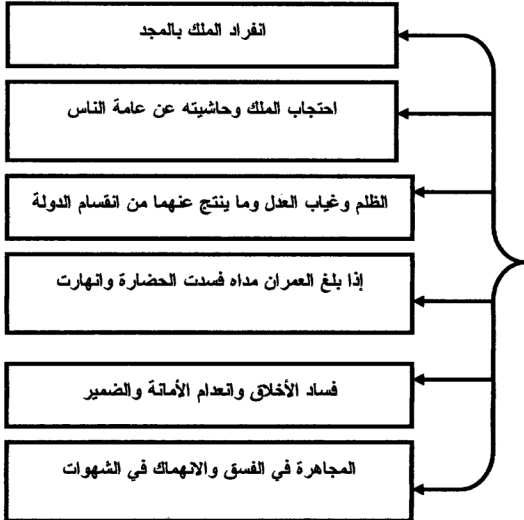 انفراد الملك بالمجد
احتجاب الملك وحاشيته عن عامة الناس
الظلم وغياب العدل وما ينتج عنهما من انقسام الدولة
إذا بلغ العمران مداه فسدت الحضارة وانهارت
فساد الأخلاق وانعدام الأمانة والضمير
المجاهرة في الفسق والانهماك في الشهوات